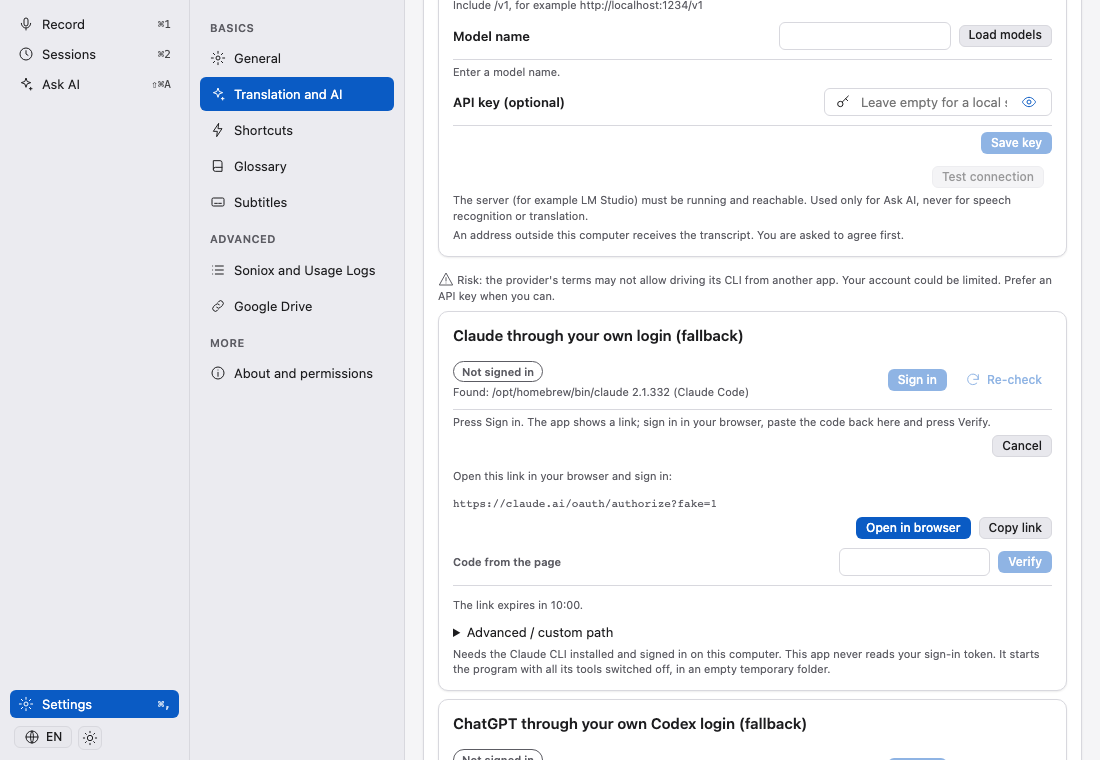 Record ⌘1
Sessions ⌘2
Ask AI ⇧⌘A
Settings ⌘,
EN
BASICS
General
Translation and AI
Shortcuts
Glossary
Subtitles
ADVANCED
Soniox and Usage Logs
Google Drive
MORE
About and permissions
Include /v1, for example http://localhost:1234/v1
Model name
Load models
Enter a model name.
API key (optional)
Leave empty for a local
Save key
Test connection
The server (for example LM Studio) must be running and reachable. Used only for Ask AI, never for speech
recognition or translation.
An address outside this computer receives the transcript. You are asked to agree first.
Risk: the provider's terms may not allow driving its CLI from another app. Your account could be limited. Prefer an
API key when you can.
Claude through your own login (fallback)
Not signed in
Found: /opt/homebrew/bin/claude 2.1.332 (Claude Code)
Sign in
Re-check
Press Sign in. The app shows a link; sign in in your browser, paste the code back here and press Verify.
Cancel
Open this link in your browser and sign in:
https://claude.ai/oauth/authorize?fake=1
Open in browser
Copy link
Code from the page
Verify
The link expires in 10:00.
Advanced / custom path
Needs the Claude CLI installed and signed in on this computer. This app never reads your sign-in token. It starts
the program with all its tools switched off, in an empty temporary folder.
ChatGPT through your own Codex login (fallback)
Not signed in